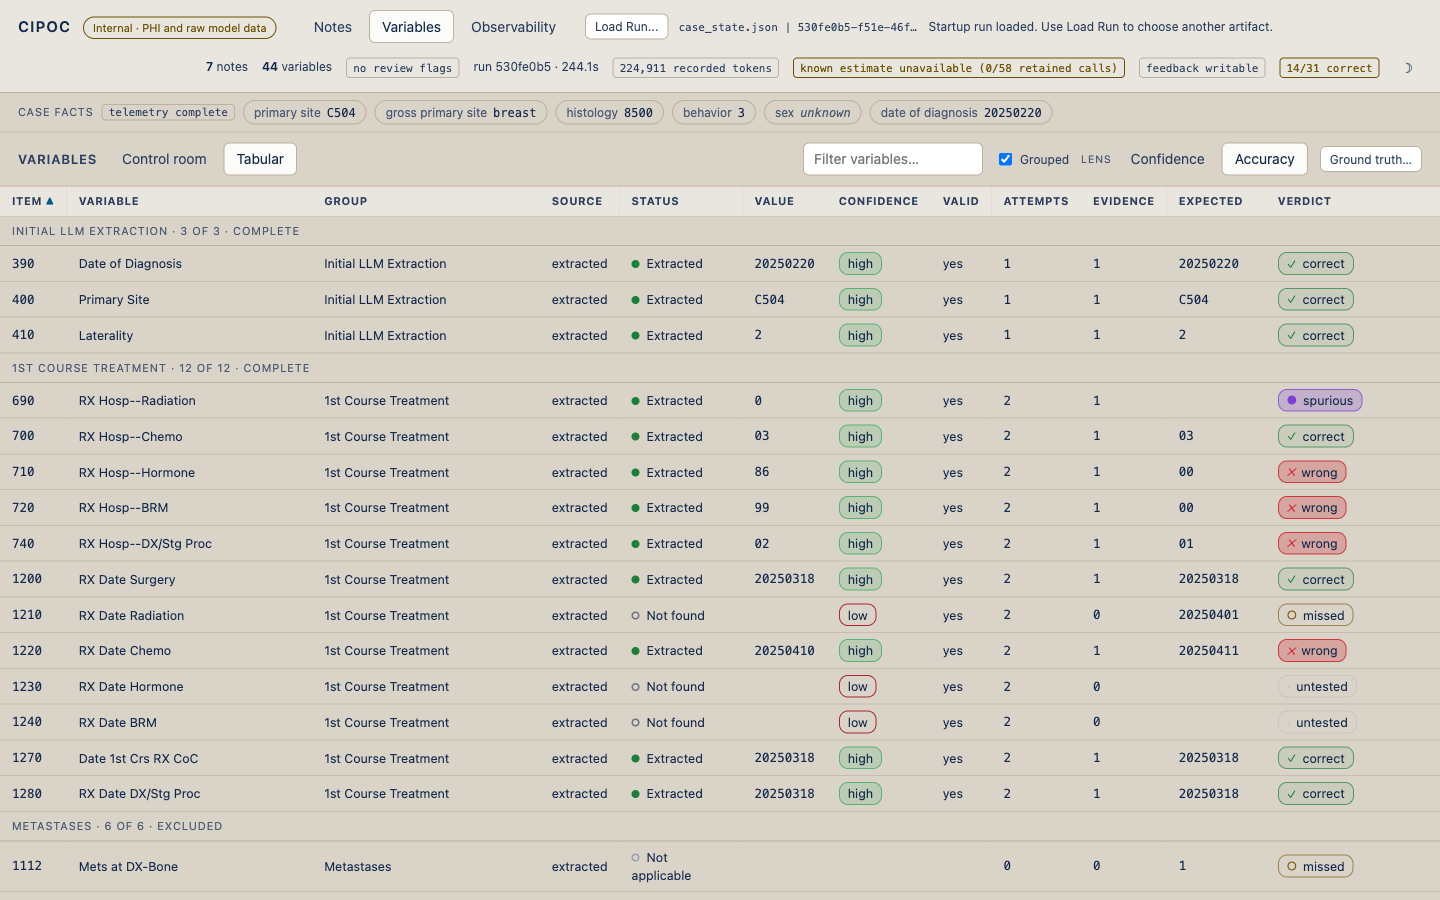 CIPOC Internal · PHI and raw model data Notes Variables Observability Load Run... case_state.json | 530fe0b5-f51e-46f… Startup run loaded. Use Load Run to choose another artifact.
7 notes 44 variables no review flags run 530fe0b5 · 244.1s 224,911 recorded tokens known estimate unavailable (0/58 retained calls) feedback writable 14/31 correct
CASE FACTS telemetry complete primary site C504 gross primary site breast histology 8500 behavior 3 sex unknown date of diagnosis 20250220
VARIABLES Control room Tabular Filter variables... Grouped LENS Confidence Accuracy Ground truth...
ITEM ▲ VARIABLE GROUP SOURCE STATUS VALUE CONFIDENCE VALID ATTEMPTS EVIDENCE EXPECTED VERDICT
INITIAL LLM EXTRACTION · 3 OF 3 · COMPLETE
390 Date of Diagnosis Initial LLM Extraction extracted Extracted 20250220 high yes 1 1 20250220 ✓ correct
400 Primary Site Initial LLM Extraction extracted Extracted C504 high yes 1 1 C504 ✓ correct
410 Laterality Initial LLM Extraction extracted Extracted 2 high yes 1 1 2 ✓ correct
1ST COURSE TREATMENT · 12 OF 12 · COMPLETE
690 RX Hosp--Radiation 1st Course Treatment extracted Extracted 0 high yes 2 1 spurious
700 RX Hosp--Chemo 1st Course Treatment extracted Extracted 03 high yes 2 1 03 ✓ correct
710 RX Hosp--Hormone 1st Course Treatment extracted Extracted 86 high yes 2 1 00 ✕ wrong
720 RX Hosp--BRM 1st Course Treatment extracted Extracted 99 high yes 2 1 00 ✕ wrong
740 RX Hosp--DX/Stg Proc 1st Course Treatment extracted Extracted 02 high yes 2 1 01 ✕ wrong
1200 RX Date Surgery 1st Course Treatment extracted Extracted 20250318 high yes 2 1 20250318 ✓ correct
1210 RX Date Radiation 1st Course Treatment extracted Not found low yes 2 0 20250401 missed
1220 RX Date Chemo 1st Course Treatment extracted Extracted 20250410 high yes 2 1 20250411 ✕ wrong
1230 RX Date Hormone 1st Course Treatment extracted Not found low yes 2 0 untested
1240 RX Date BRM 1st Course Treatment extracted Not found low yes 2 0 untested
1270 Date 1st Crs RX CoC 1st Course Treatment extracted Extracted 20250318 high yes 2 1 20250318 ✓ correct
1280 RX Date DX/Stg Proc 1st Course Treatment extracted Extracted 20250318 high yes 2 1 20250318 ✓ correct
METASTASES · 6 OF 6 · EXCLUDED
1112 Mets at DX-Bone Metastases extracted Not applicable 0 0 1 missed